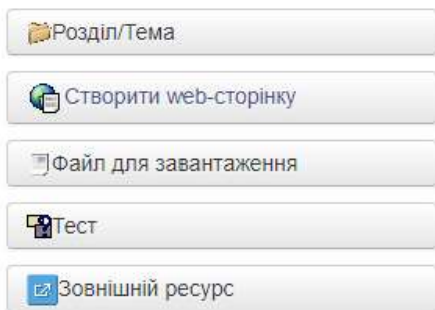 Розділ/Тема
Створити web-сторінку
Файл для завантаження
Тест
Зовнішній ресурс